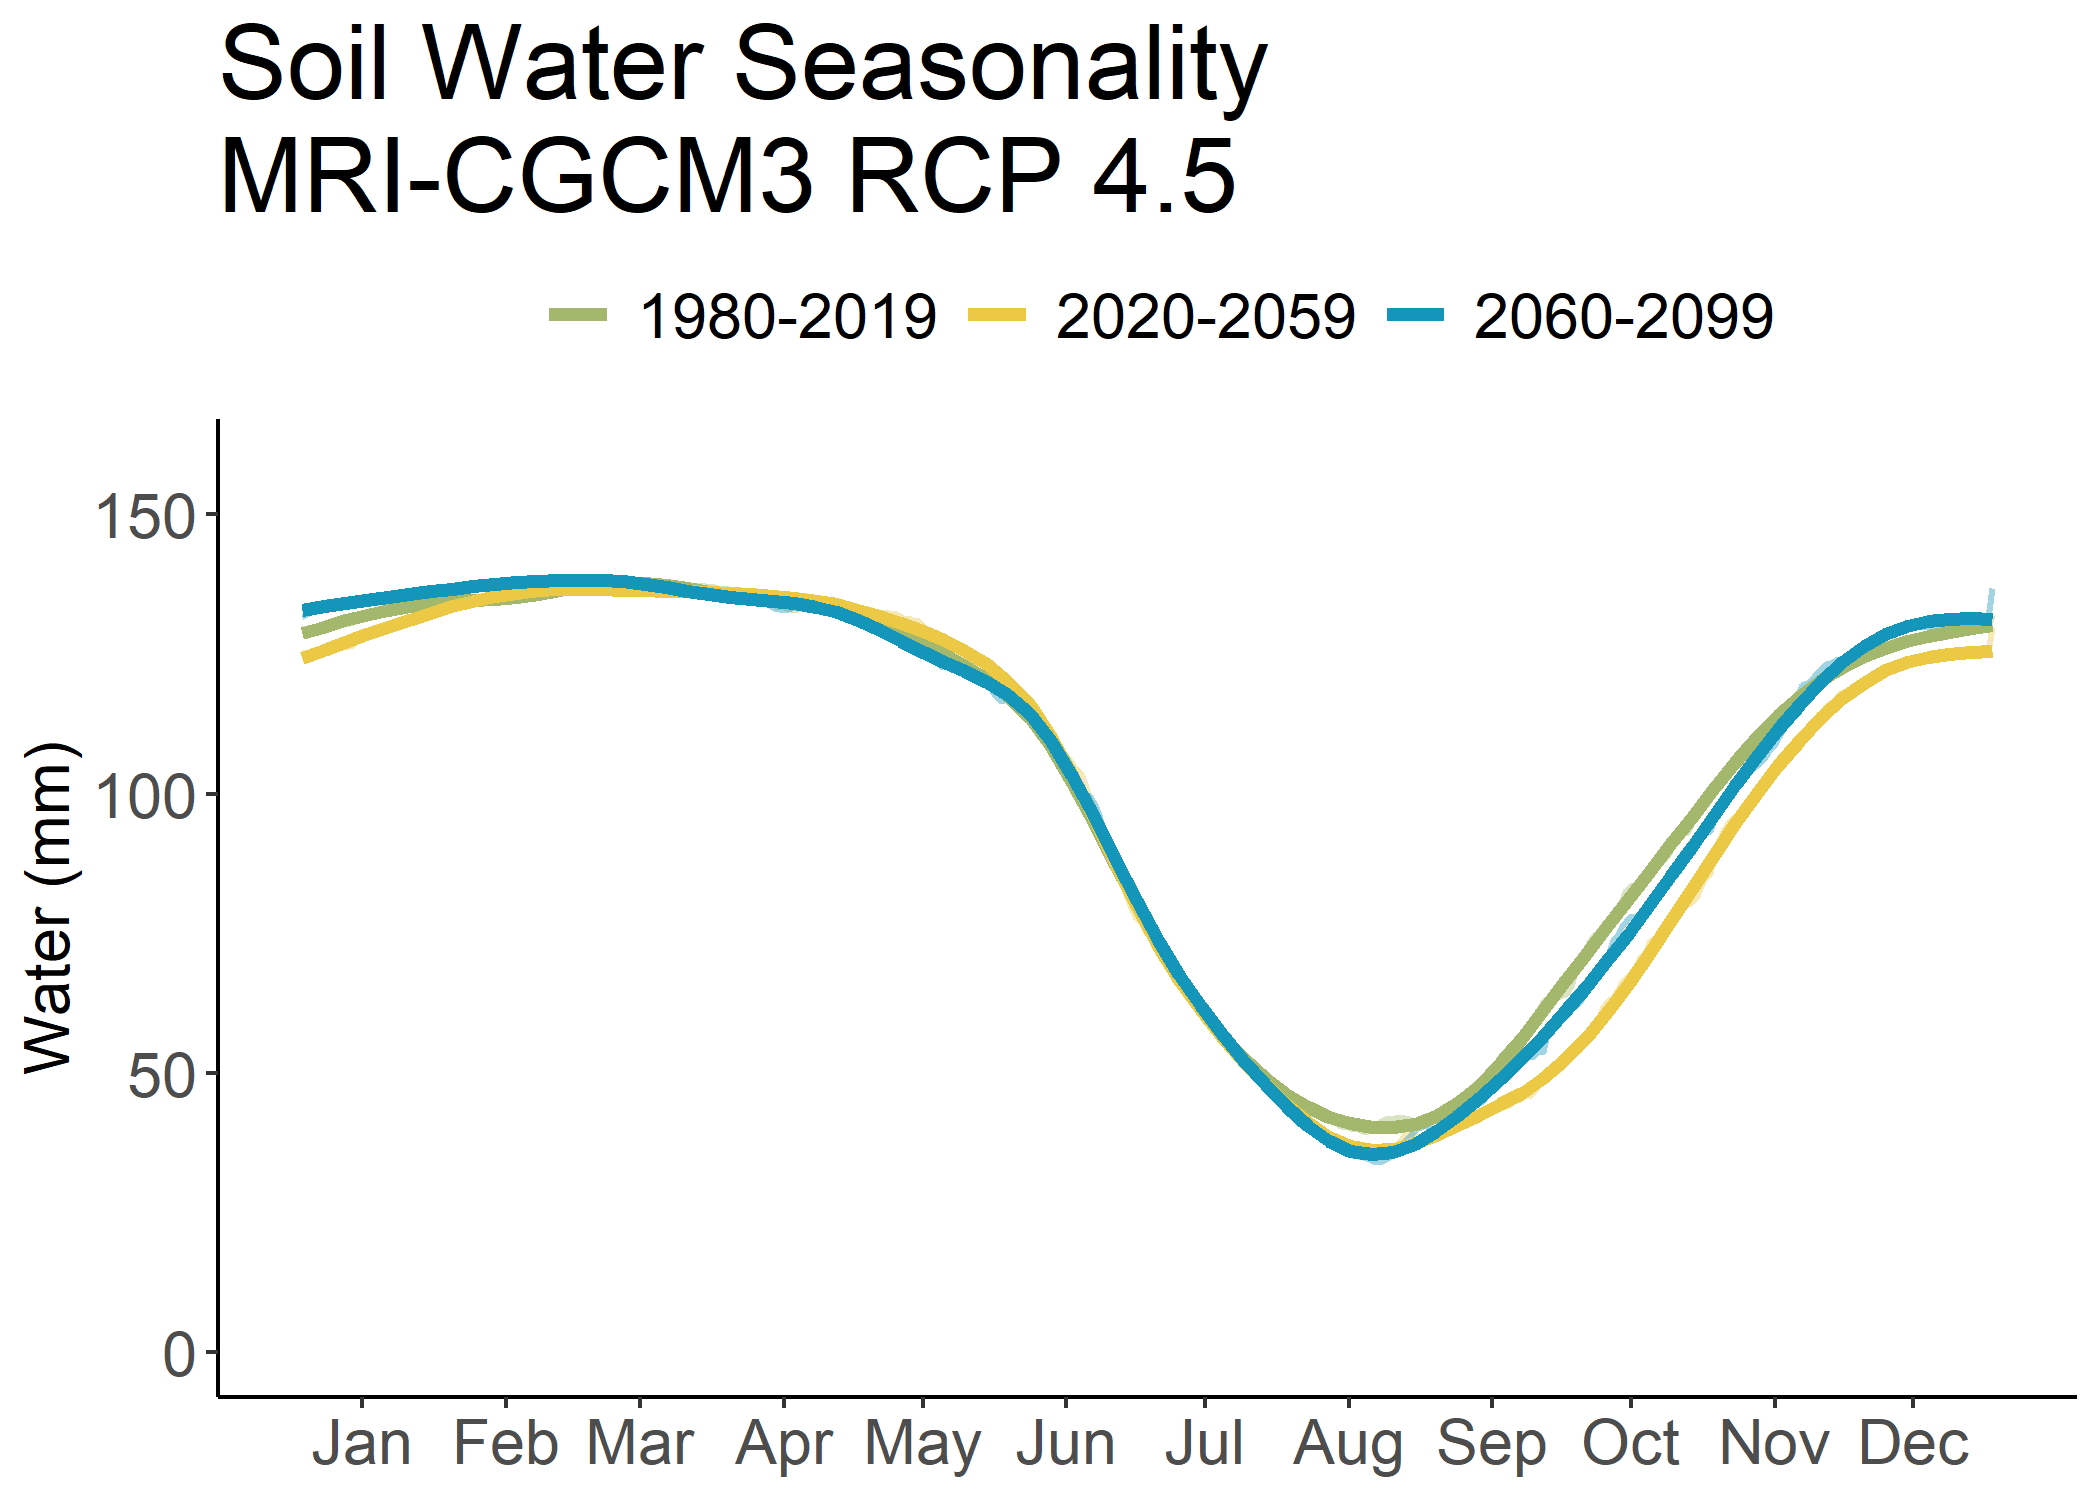 Soil Water Seasonality
MRI-CGCM3 RCP 4.5
1980-2019 2020-2059 2060-2099
Water (mm)
150
100
50
0
Jan Feb Mar Apr May Jun Jul Aug Sep Oct Nov Dec